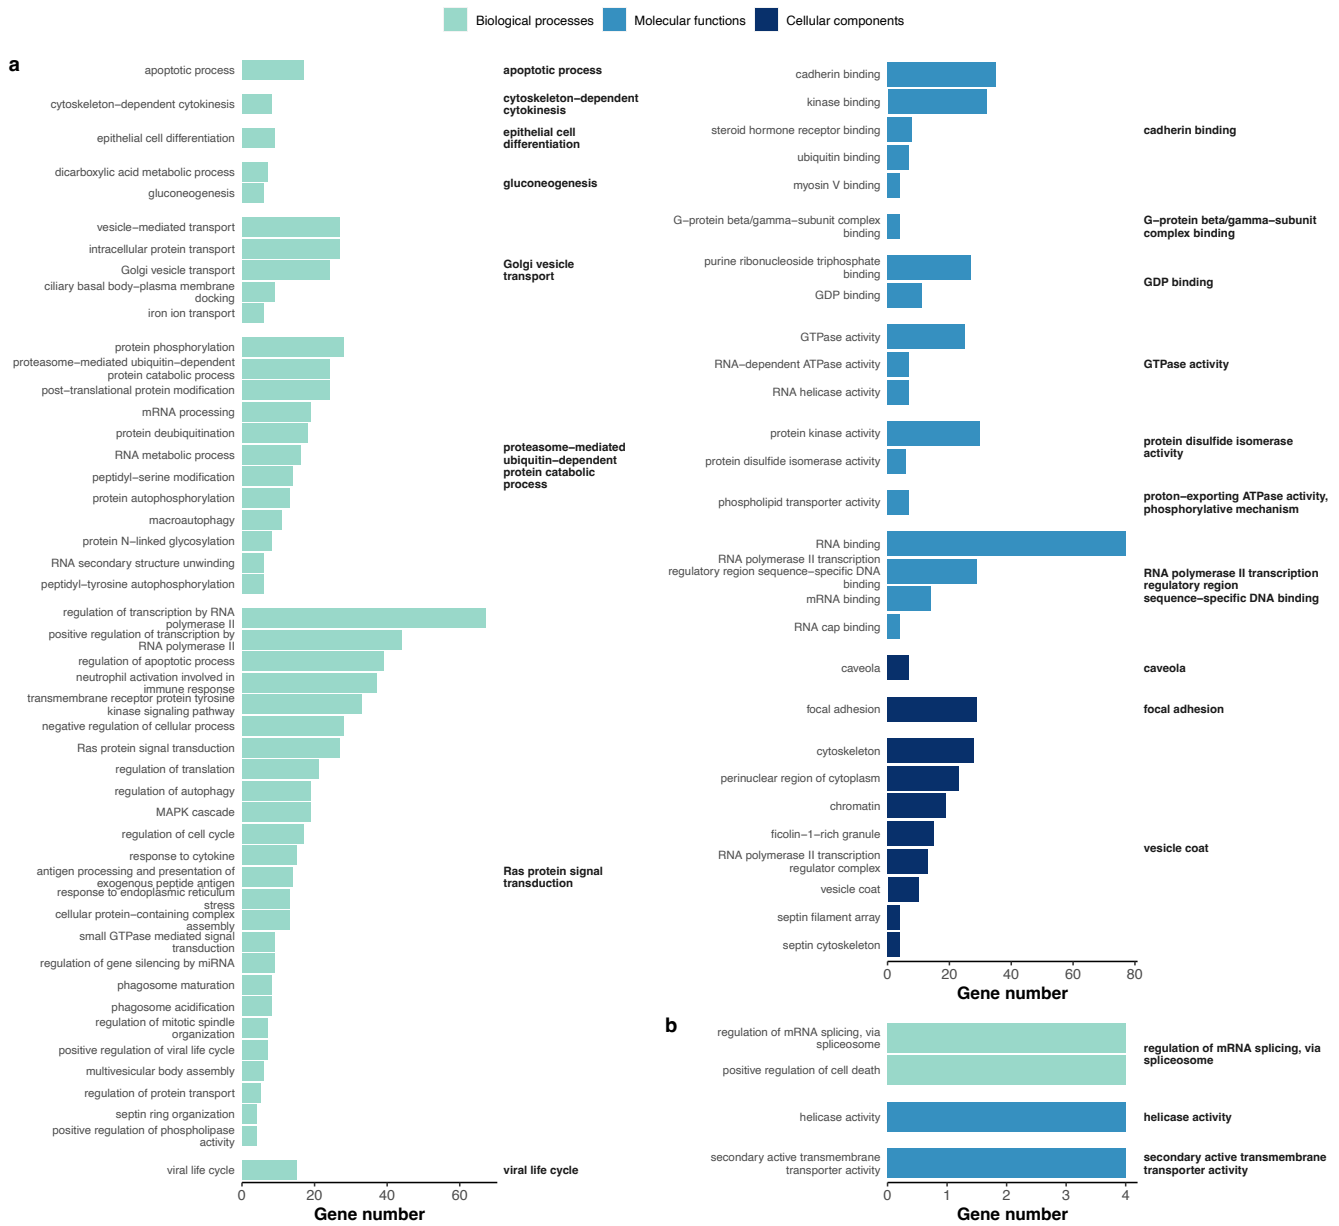 Biological processes
Molecular functions
Cellular components
a
apoptotic process
apoptotic process
cytoskeleton−dependent cytokinesis
cytoskeleton−dependent
cytokinesis
epithelial cell differentiation
epithelial cell
differentiation
dicarboxylic acid metabolic process
gluconeogenesis
gluconeogenesis
vesicle−mediated transport
intracellular protein transport
Golgi vesicle transport
ciliary basal body−plasma membrane
docking
iron ion transport
Golgi vesicle
transport
protein phosphorylation
proteasome−mediated ubiquitin−dependent
protein catabolic process
post−translational protein modification
mRNA processing
protein deubiquitination
RNA metabolic process
peptidyl−serine modification
protein autophosphorylation
macroautophagy
protein N−linked glycosylation
RNA secondary structure unwinding
peptidyl−tyrosine autophosphorylation
proteasome−mediated
ubiquitin−dependent
protein catabolic
process
regulation of transcription by RNA
polymerase II
positive regulation of transcription by
RNA polymerase II
regulation of apoptotic process
neutrophil activation involved in
immune response
transmembrane receptor protein tyrosine
kinase signaling pathway
negative regulation of cellular process
Ras protein signal transduction
regulation of translation
regulation of autophagy
MAPK cascade
regulation of cell cycle
response to cytokine
antigen processing and presentation of
exogenous peptide antigen
response to endoplasmic reticulum
stress
cellular protein−containing complex
assembly
small GTPase mediated signal
transduction
regulation of gene silencing by miRNA
phagosome maturation
phagosome acidification
regulation of mitotic spindle
organization
positive regulation of viral life cycle
multivesicular body assembly
regulation of protein transport
septin ring organization
positive regulation of phospholipase
activity
Ras protein signal
transduction
viral life cycle
viral life cycle
0 20 40 60
Gene number
cadherin binding
kinase binding
steroid hormone receptor binding
ubiquitin binding
myosin V binding
cadherin binding
G−protein beta/gamma−subunit complex
binding
G−protein beta/gamma−subunit
complex binding
purine ribonucleoside triphosphate
binding
GDP binding
GDP binding
GTPase activity
RNA−dependent ATPase activity
RNA helicase activity
GTPase activity
protein kinase activity
protein disulfide isomerase activity
protein disulfide isomerase
activity
phospholipid transporter activity
proton−exporting ATPase activity,
phosphorylative mechanism
RNA binding
RNA polymerase II transcription
regulatory region sequence−specific DNA
binding
mRNA binding
RNA cap binding
RNA polymerase II transcription
regulatory region
sequence−specific DNA binding
caveola
caveola
focal adhesion
focal adhesion
cytoskeleton
perinuclear region of cytoplasm
chromatin
ficolin−1−rich granule
RNA polymerase II transcription
regulator complex
vesicle coat
septin filament array
septin cytoskeleton
vesicle coat
0 20 40 60 80
Gene number
b
regulation of mRNA splicing, via
spliceosome
positive regulation of cell death
regulation of mRNA splicing, via
spliceosome
helicase activity
helicase activity
secondary active transmembrane
transporter activity
secondary active transmembrane
transporter activity
0 1 2 3 4
Gene number